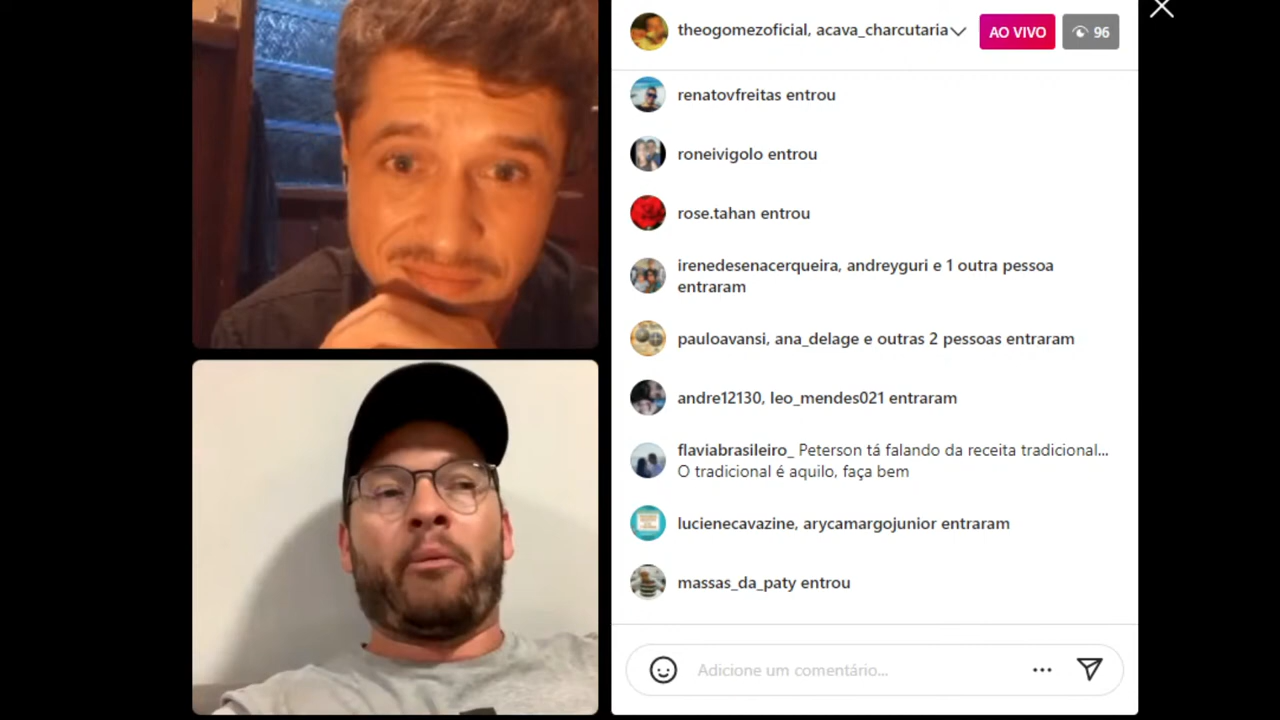 theogomezoficial, acava_charcutaria
AO VIVO
96
renatovfreitas entrou
roneivigolo entrou
rose.tahan entrou
irenedesenacerqueira, andreyguri e 1 outra pessoa
entraram
pauloavansi, ana_delage e outras 2 pessoas entraram
andre12130, leo_mendes021 entraram
flaviabrasileiro_ Peterson tá falando da receita tradicional...
O tradicional é aquilo, faça bem
lucienecavazine, arycamargojunior entraram
massas_da_paty entrou
Adicione um comentário...